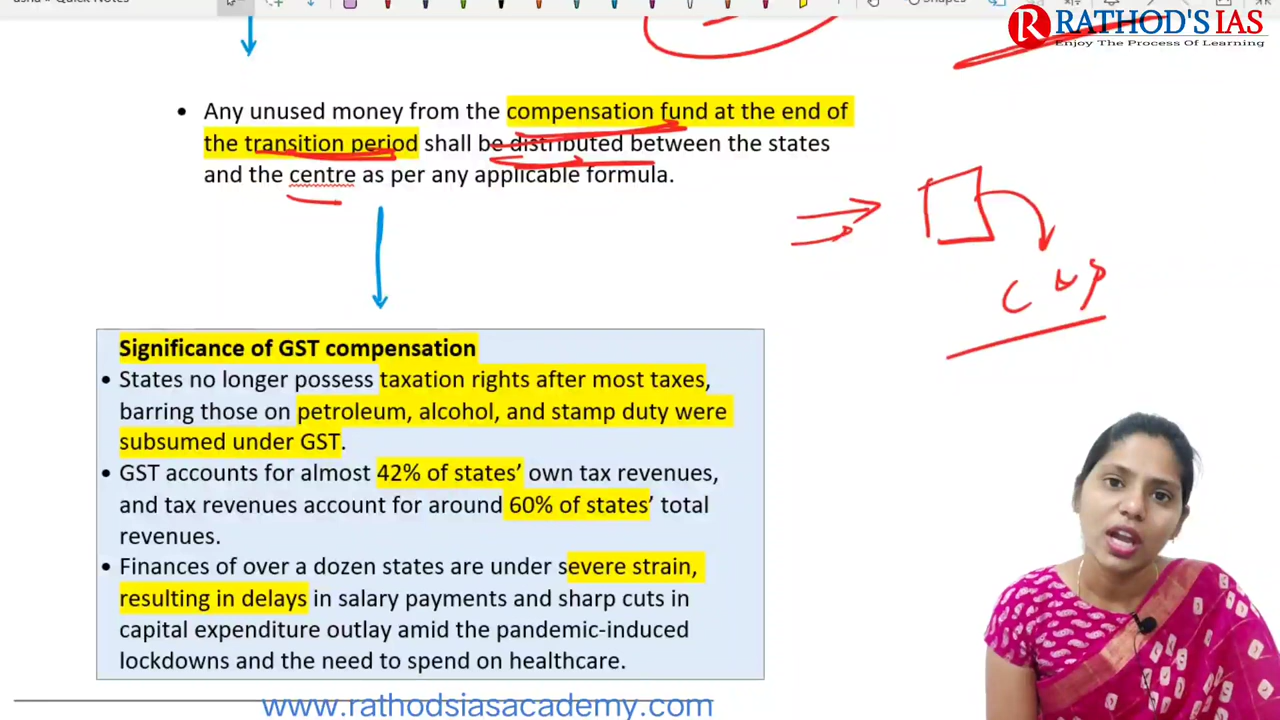 asha » Quick Notes
Shapes
RATHOD'S IAS
Enjoy The Process Of Learning
• Any unused money from the compensation fund at the end of
the transition period shall be distributed between the states
and the centre as per any applicable formula.
Significance of GST compensation
• States no longer possess taxation rights after most taxes,
barring those on petroleum, alcohol, and stamp duty were
subsumed under GST.
• GST accounts for almost 42% of states’ own tax revenues,
and tax revenues account for around 60% of states’ total
revenues.
• Finances of over a dozen states are under severe strain,
resulting in delays in salary payments and sharp cuts in
capital expenditure outlay amid the pandemic-induced
lockdowns and the need to spend on healthcare.
www.rathodsiasacademy.com